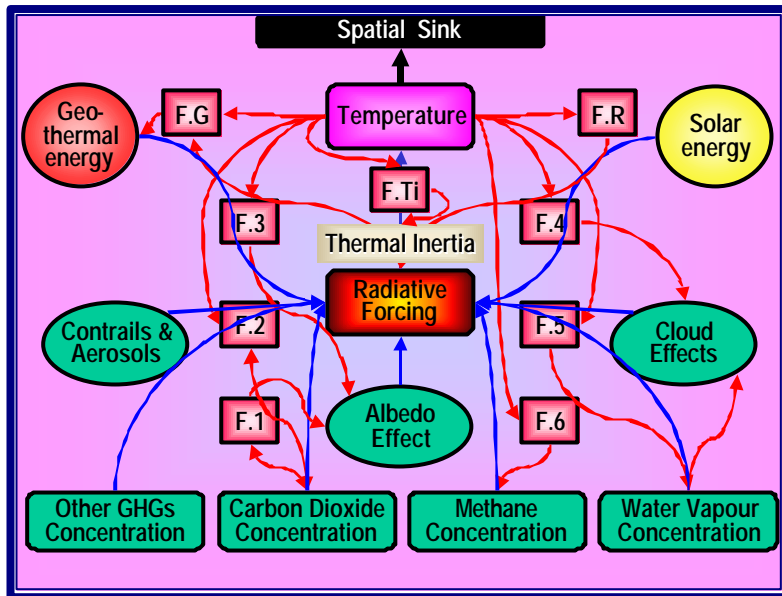 Spatial Sink
Geo-
thermal
energy
F.G
Temperature
F.R
Solar
energy
F.Ti
F.3
F.4
Thermal Inertia
Radiative
Forcing
Contrails &
Aerosols
F.2
F.5
Cloud
Effects
F.1
Albedo
Effect
F.6
Other GHGs
Concentration
Carbon Dioxide
Concentration
Methane
Concentration
Water Vapour
Concentration